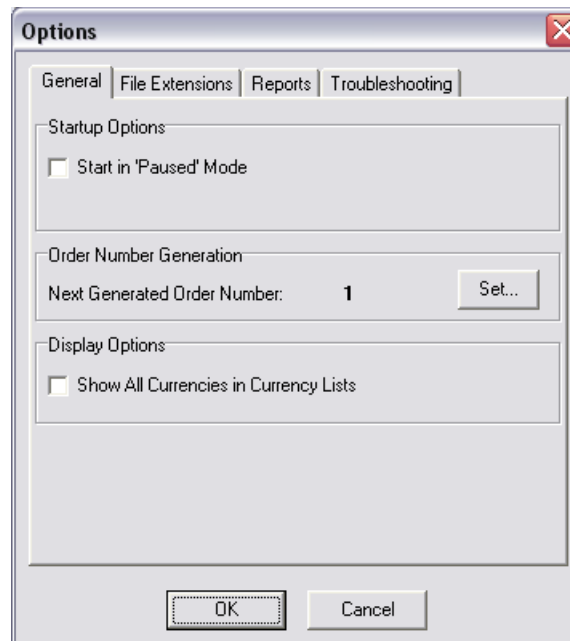 Options
General File Extensions Reports Troubleshooting
Startup Options
Start in 'Paused' Mode
Order Number Generation
Next Generated Order Number: 1 Set...
Display Options
Show All Currencies in Currency Lists
OK Cancel